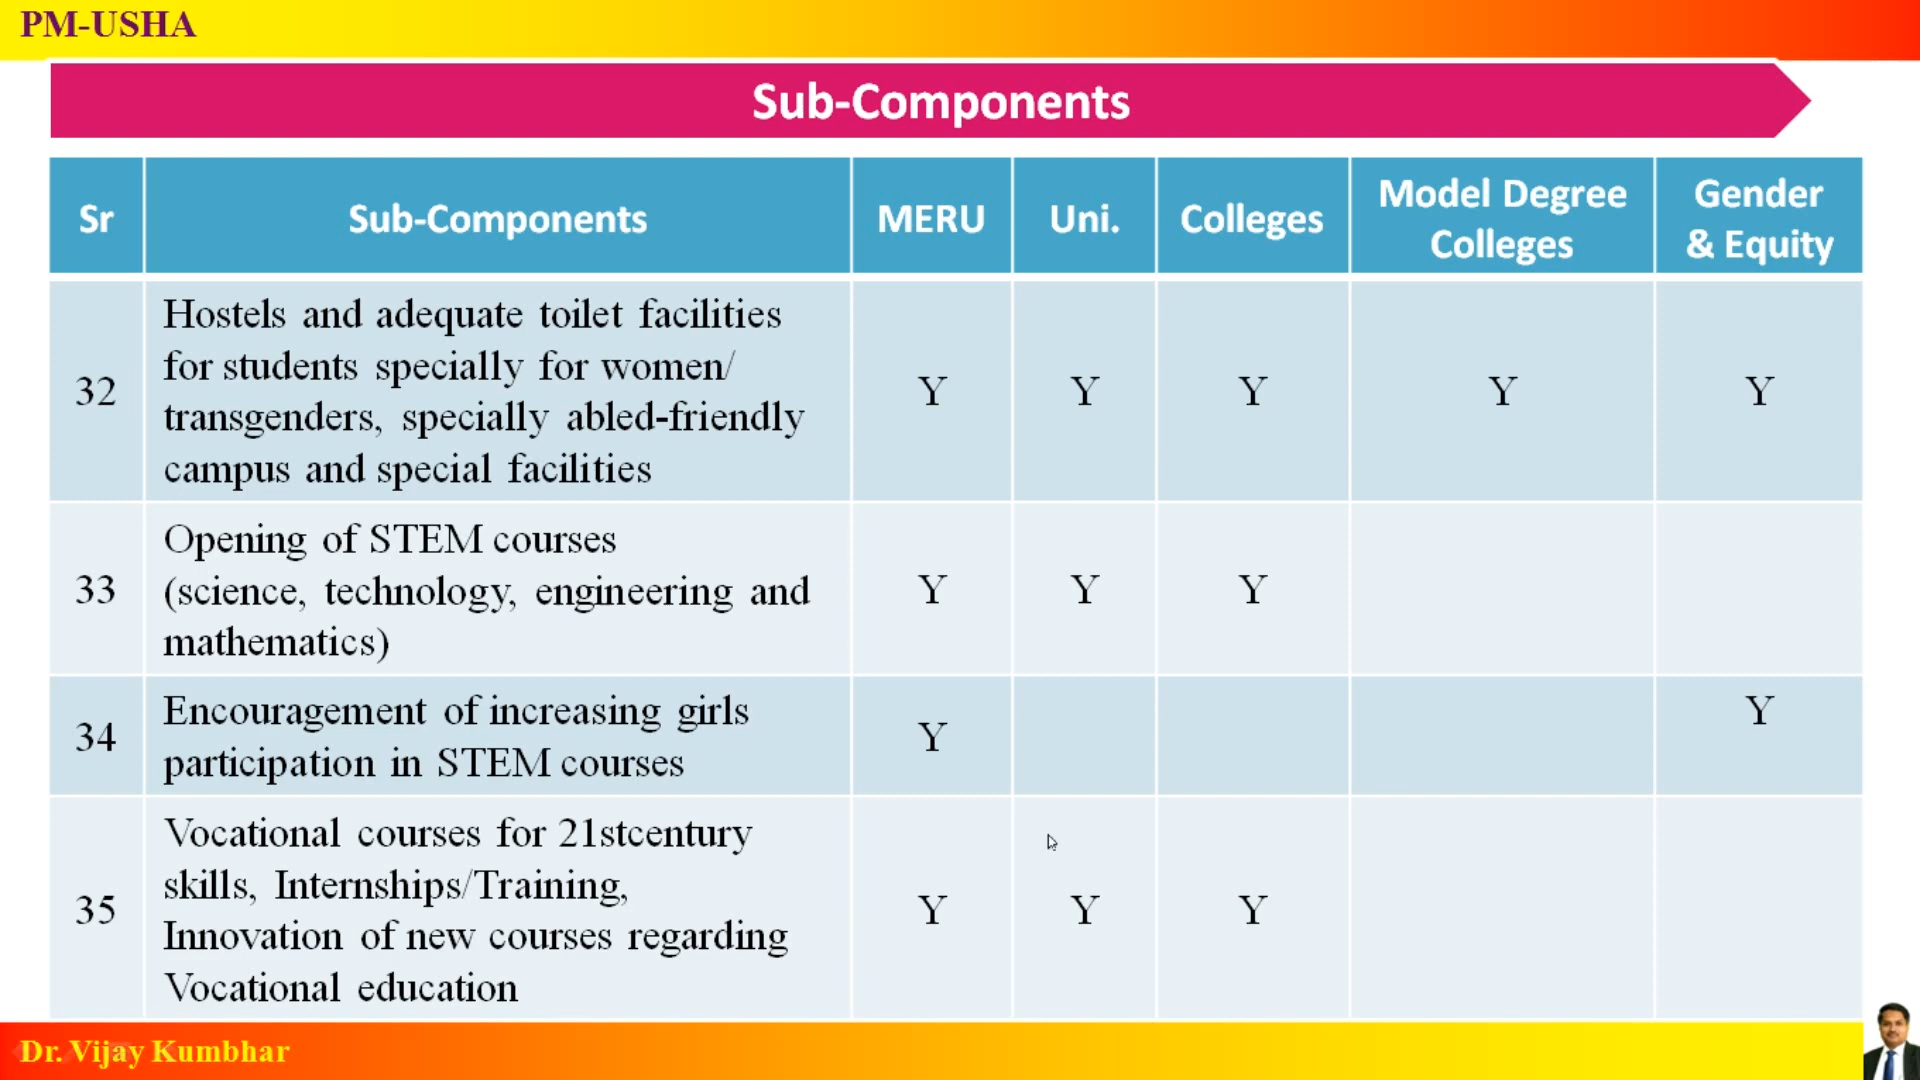 PM-USHA
Sub-Components
Sr
Sub-Components
MERU
Uni.
Colleges
Model Degree
Colleges
Gender
& Equity
32
Hostels and adequate toilet facilities
for students specially for women/
transgenders, specially abled-friendly
campus and special facilities
Y
Y
Y
Y
Y
33
Opening of STEM courses
(science, technology, engineering and
mathematics)
Y
Y
Y
34
Encouragement of increasing girls
participation in STEM courses
Y
Y
35
Vocational courses for 21stcentury
skills, Internships/Training,
Innovation of new courses regarding
Vocational education
Y
Y
Y
Dr. Vijay Kumbhar